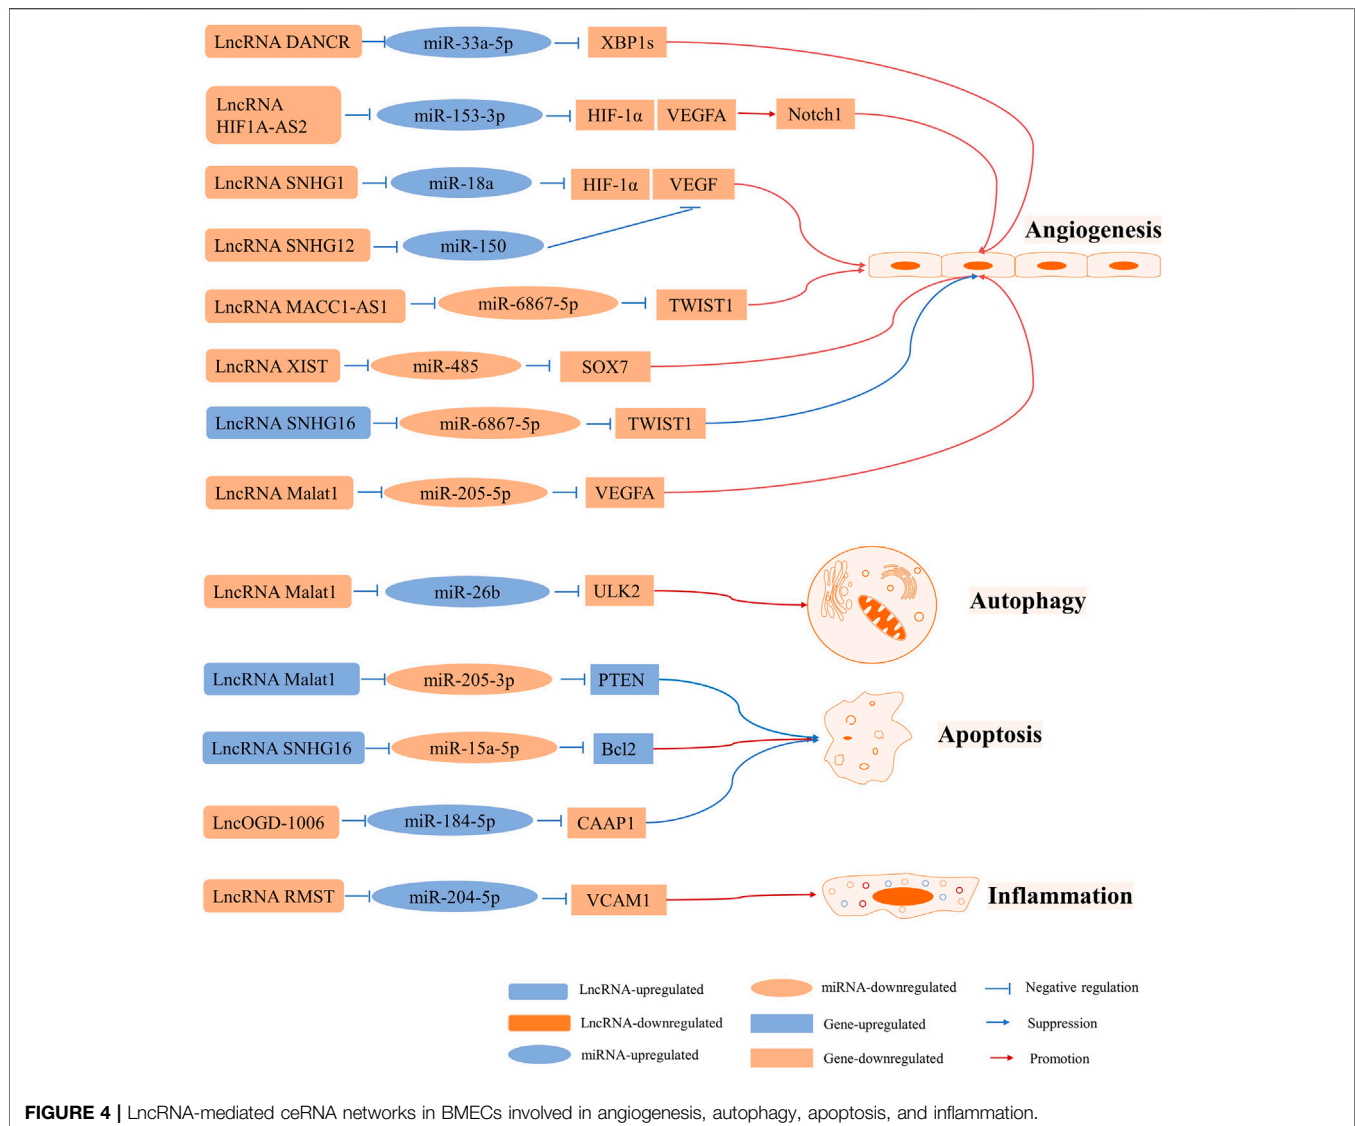 LncRNA DANCR miR-33a-5p XBP1s
LncRNA
HIF1A-AS2 miR-153-3p HIF-1α VEGFA Notch1
LncRNA SNHG1 miR-18a HIF-1α VEGF
Angiogenesis
LncRNA SNHG12 miR-150
LncRNA MACC1-AS1 miR-6867-5p TWIST1
LncRNA XIST miR-485 SOX7
LncRNA SNHG16 miR-6867-5p TWIST1
LncRNA Malat1 miR-205-5p VEGFA
LncRNA Malat1 miR-26b ULK2 Autophagy
LncRNA Malat1 miR-205-3p PTEN
LncRNA SNHG16 miR-15a-5p Bcl2 Apoptosis
LncOGD-1006 miR-184-5p CAAP1
LncRNA RMST miR-204-5p VCAM1 Inflammation
LncRNA-upregulated miRNA-downregulated Negative regulation
LncRNA-downregulated Gene-upregulated Suppression
miRNA-upregulated Gene-downregulated Promotion
FIGURE 4 | LncRNA-mediated ceRNA networks in BMECs involved in angiogenesis, autophagy, apoptosis, and inflammation.